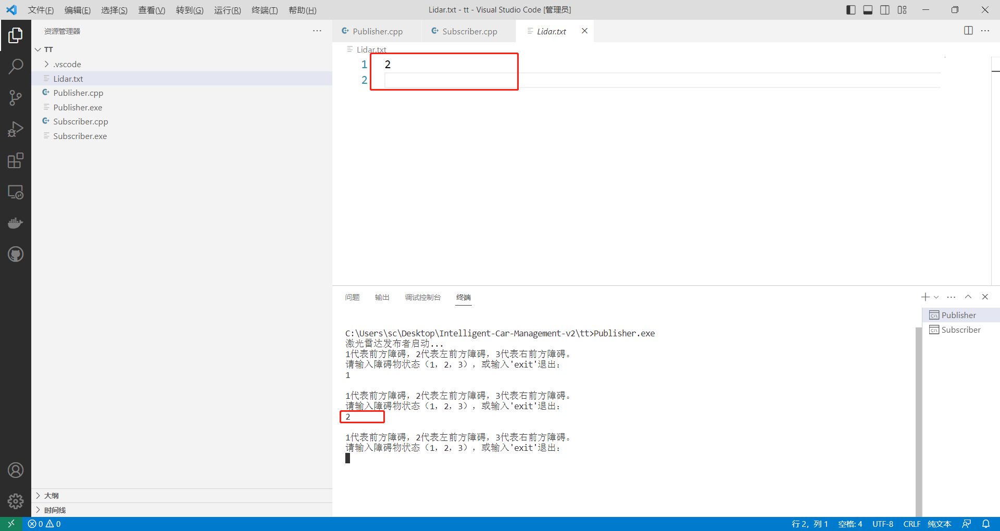 文件(F) 编辑(E) 选择(S) 查看(V) 转到(G) 运行(R) 终端(T) 帮助(H) Lidar.txt - tt - Visual Studio Code [管理员]
资源管理器
TT
.vscode
Lidar.txt
Publisher.cpp
Publisher.exe
Subscriber.cpp
Subscriber.exe
大纲
时间线
Publisher.cpp Subscriber.cpp Lidar.txt
Lidar.txt
1 2
2
问题 输出 调试控制台 终端
C:\Users\sc\Desktop\Intelligent-Car-Management-v2\tt>Publisher.exe
激光雷达发布者启动...
1代表前方障碍，2代表左前方障碍，3代表右前方障碍。
请输入障碍物状态（1，2，3），或输入'exit'退出：
1
1代表前方障碍，2代表左前方障碍，3代表右前方障碍。
请输入障碍物状态（1，2，3），或输入'exit'退出：
2
1代表前方障碍，2代表左前方障碍，3代表右前方障碍。
请输入障碍物状态（1，2，3），或输入'exit'退出：
Publisher
Subscriber
0 0 行 2，列 1 空格: 4 UTF-8 CRLF 纯文本